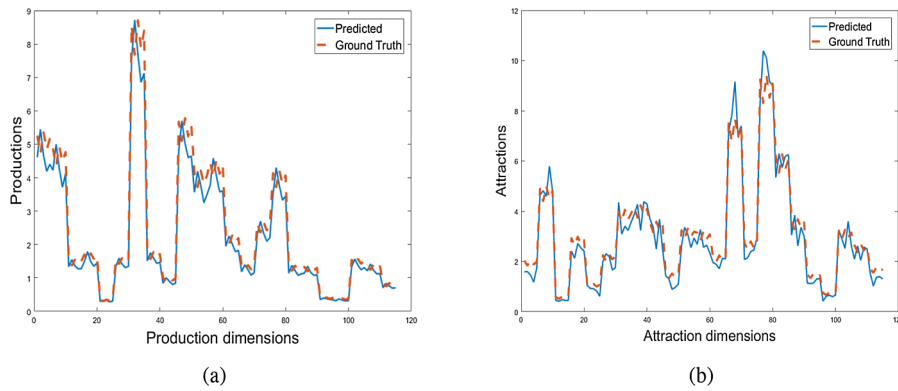 Predicted
Ground Truth
9
8
7
6
5
4
3
2
1
0
Productions
0 20 40 60 80 100 120
Production dimensions
(a)
Predicted
Ground Truth
12
10
8
6
4
2
0
Attractions
0 20 40 60 80 100 120
Attraction dimensions
(b)